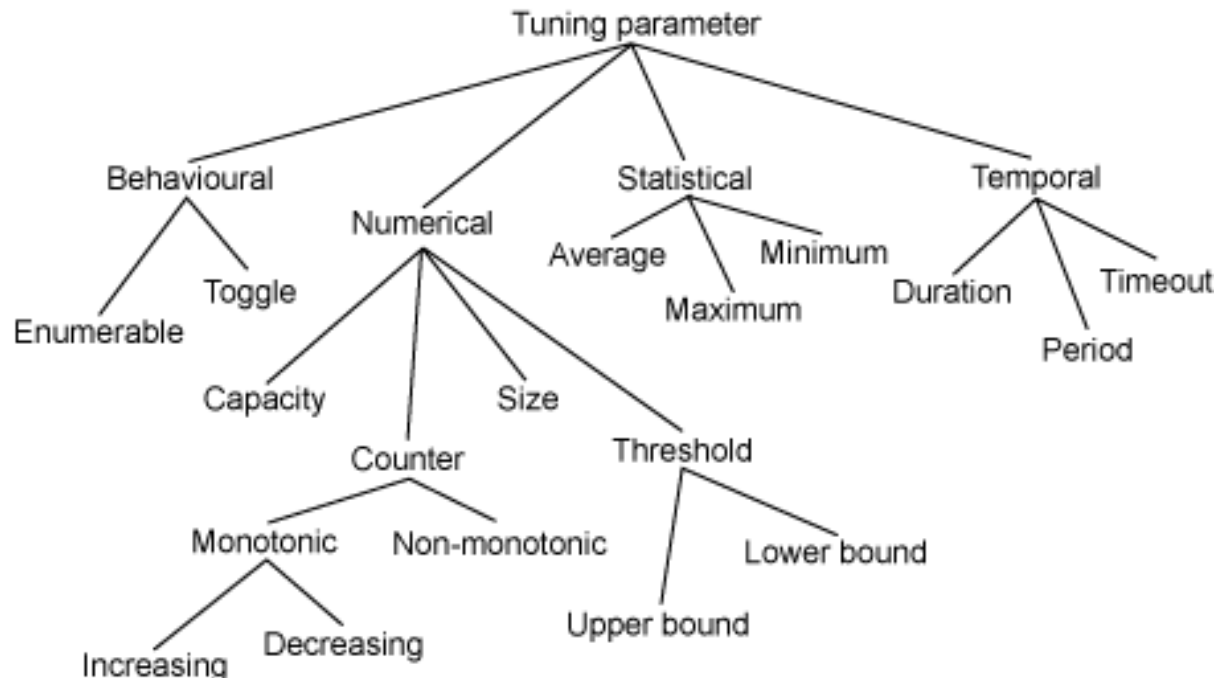 Tuning parameter
Behavioural
Numerical
Statistical
Temporal
Enumerable
Toggle
Average
Maximum
Minimum
Duration
Period
Timeout
Capacity
Counter
Size
Threshold
Monotonic
Non-monotonic
Upper bound
Lower bound
Increasing
Decreasing